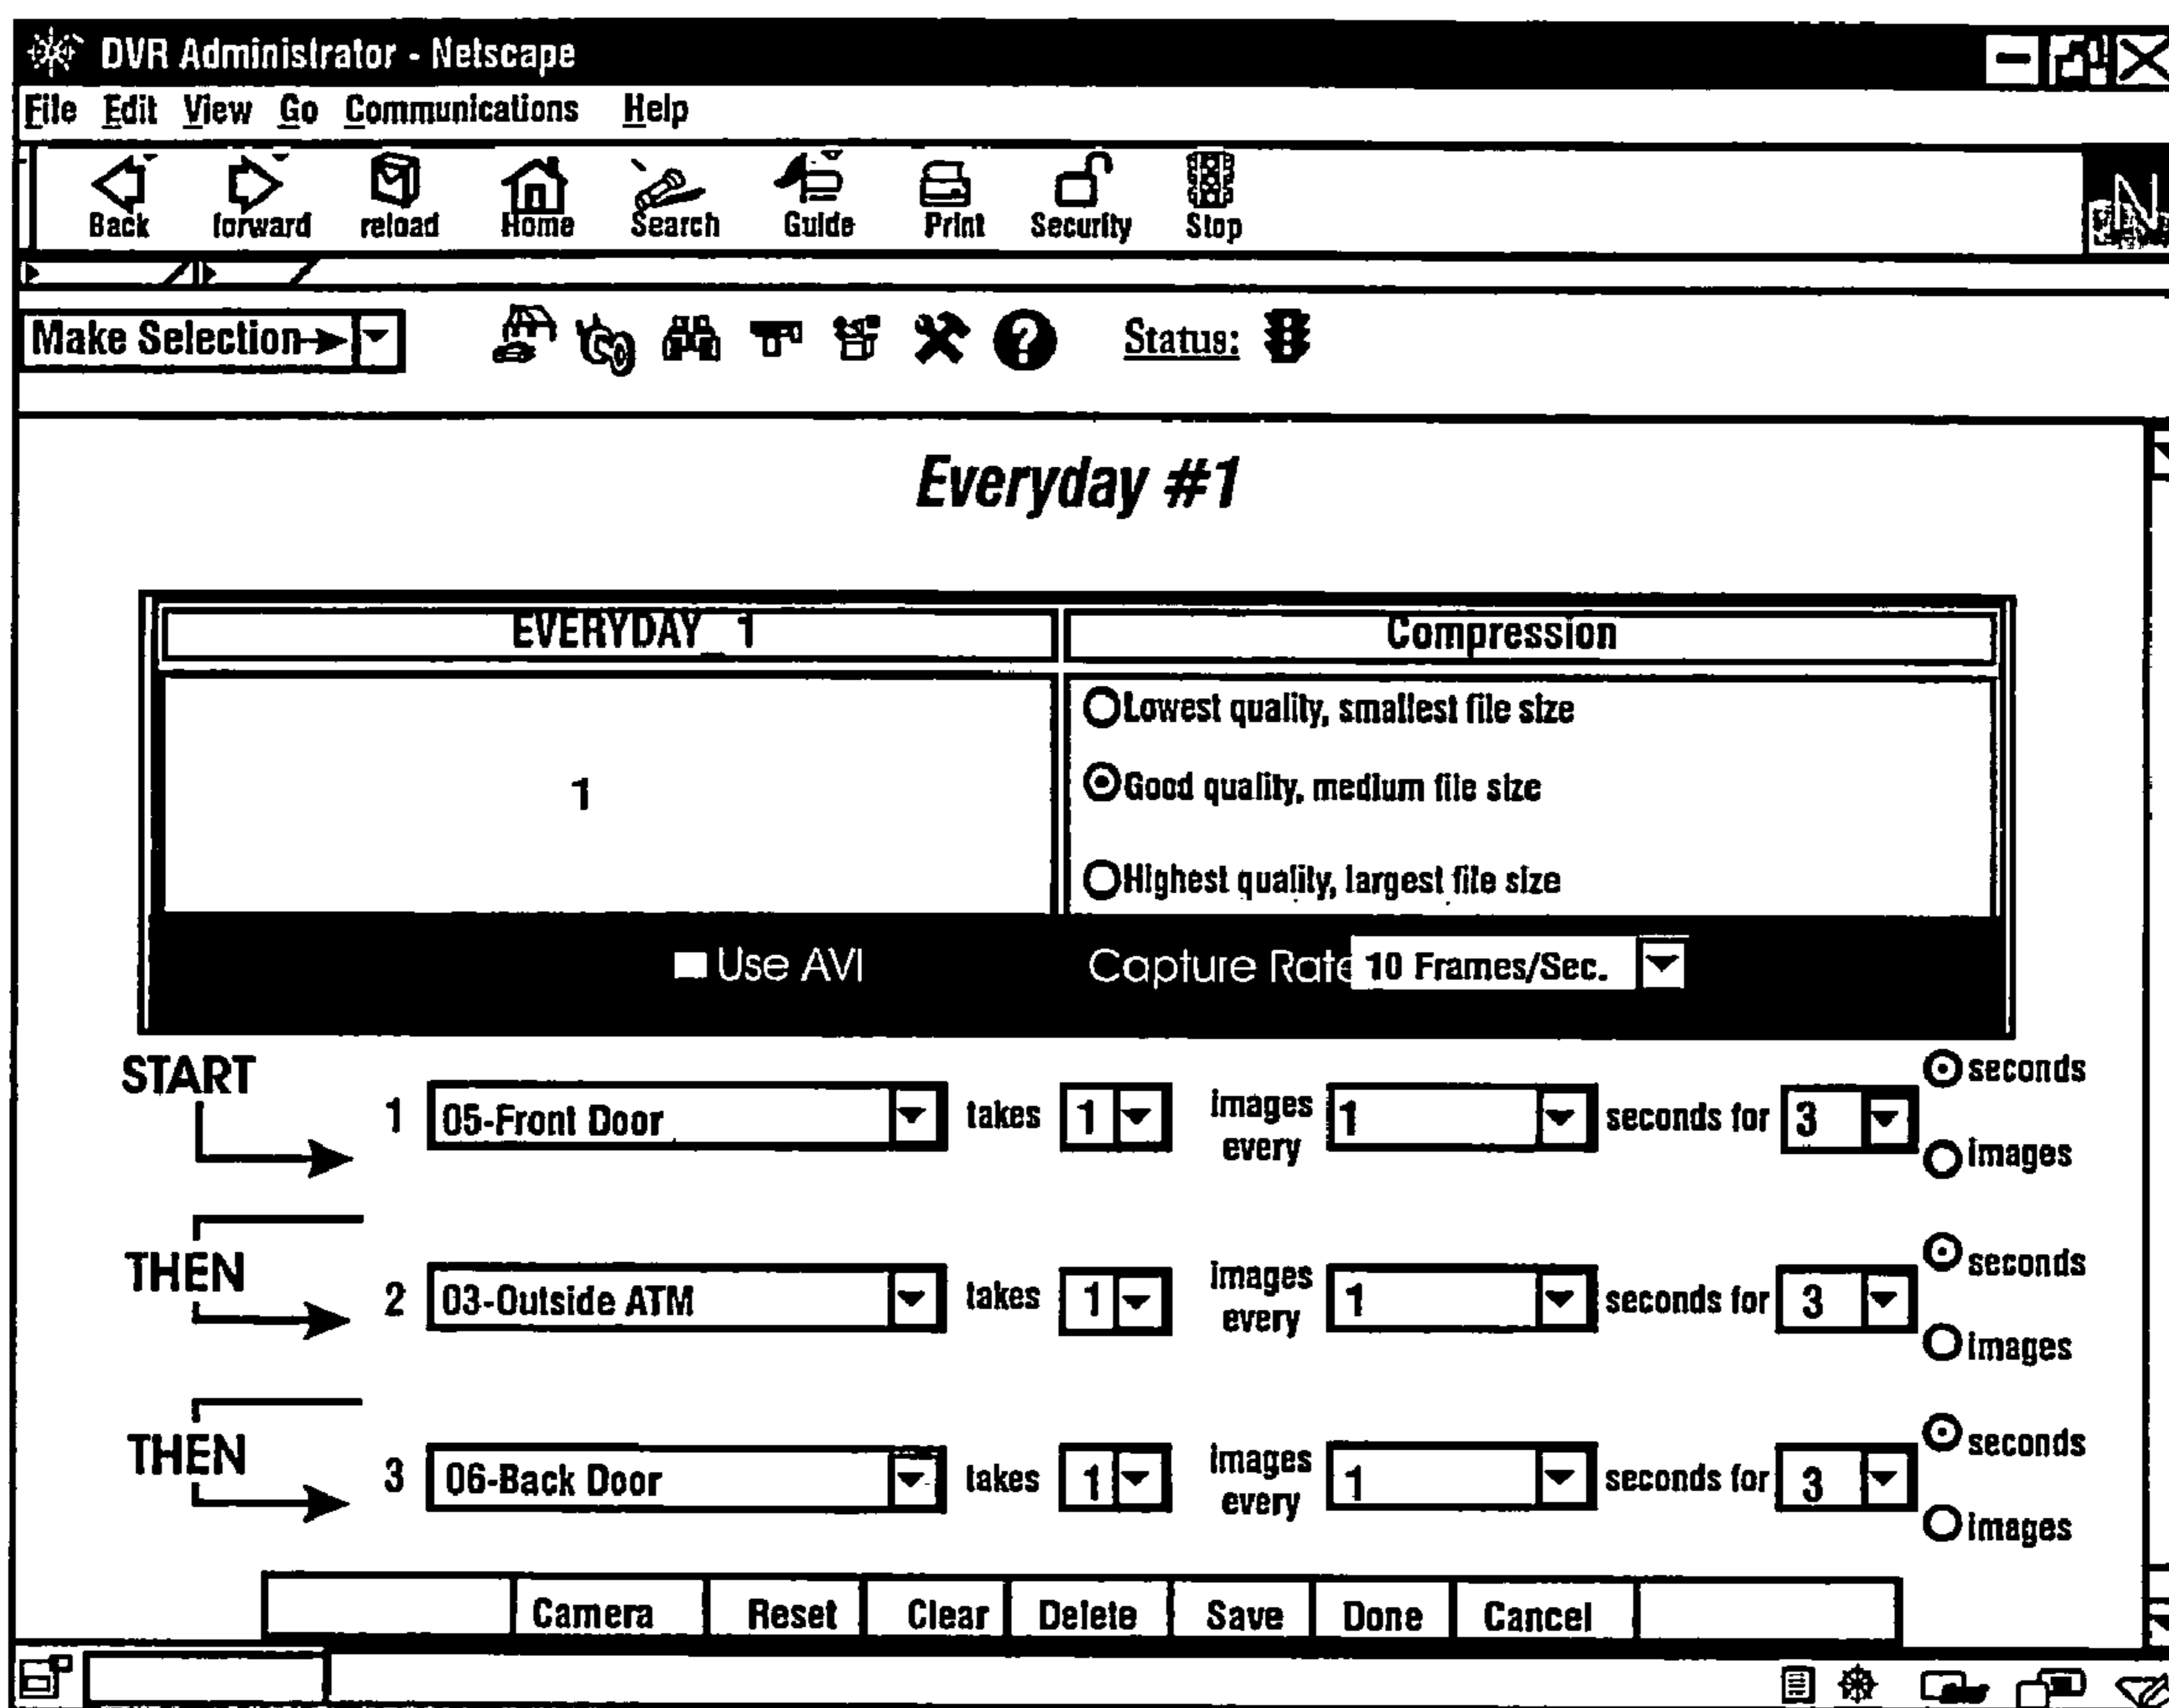 DVR Administrator - Netscape
File Edit View Go Communications Help
Back forward reload Home Search Guide Print Security Stop
N
Make Selection Status:
Everyday #1
EVERYDAY_1 Compression
Lowest quality, smallest file size
1 Good quality, medium file size
Highest quality, largest file size
Use AVI Capture Rate 10 Frames/Sec.
START
1 05-Front Door takes 1 images every 1 seconds for 3 seconds images
THEN
2 03-Outside ATM takes 1 images every 1 seconds for 3 seconds images
THEN
3 06-Back Door takes 1 images every 1 seconds for 3 seconds images
Camera Reset Clear Delete Save Done Cancel